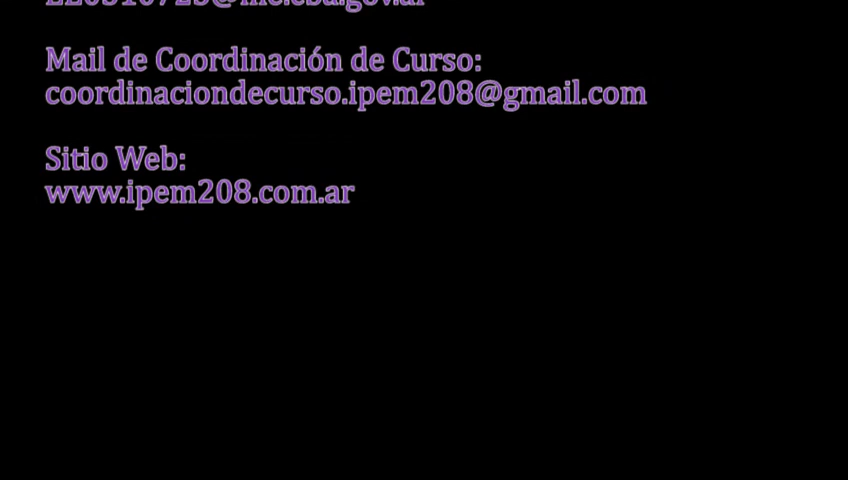 Mail de Coordinación de Curso:
coordinaciondecurso.ipem208@gmail.com
Sitio Web:
www.ipem208.com.ar